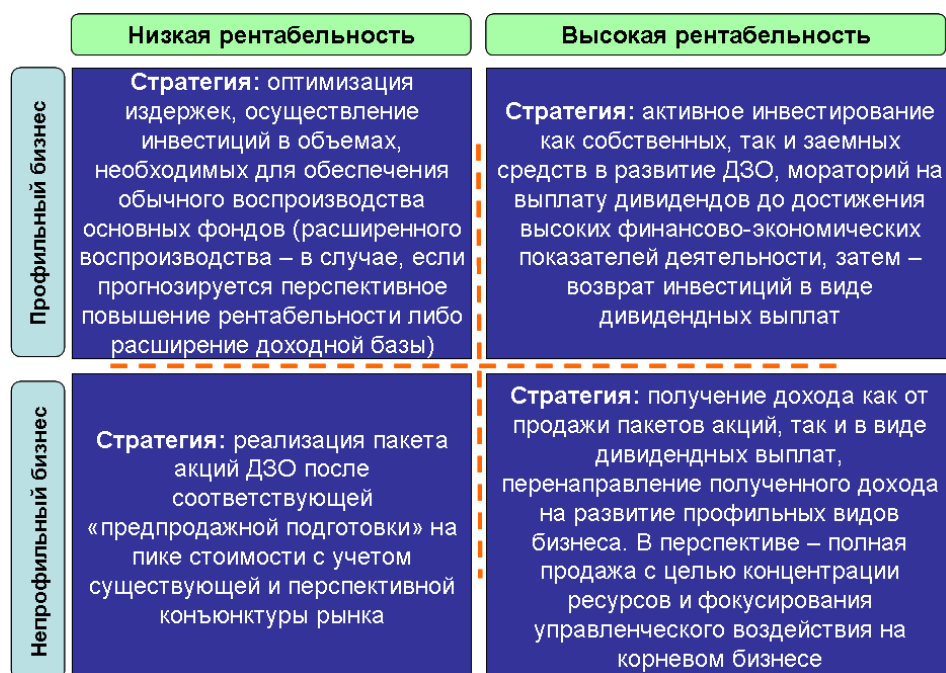 Низкая рентабельность
Высокая рентабельность
Профильный бизнес
Стратегия: оптимизация
издержек, осуществление
инвестиций в объемах,
необходимых для обеспечения
обычного воспроизводства
основных фондов (расширенного
воспроизводства – в случае, если
прогнозируется перспективное
повышение рентабельности либо
расширение доходной базы)
Стратегия: активное инвестирование
как собственных, так и заемных
средств в развитие ДЗО, мораторий на
выплату дивидендов до достижения
высоких финансово-экономических
показателей деятельности, затем –
возврат инвестиций в виде
дивидендных выплат
Непрофильный бизнес
Стратегия: реализация пакета
акций ДЗО после
соответствующей
«предпродажной подготовки» на
пике стоимости с учетом
существующей и перспективной
конъюнктуры рынка
Стратегия: получение дохода как от
продажи пакетов акций, так и в виде
дивидендных выплат,
перенаправление полученного дохода
на развитие профильных видов
бизнеса. В перспективе – полная
продажа с целью концентрации
ресурсов и фокусирования
управленческого воздействия на
корневом бизнесе